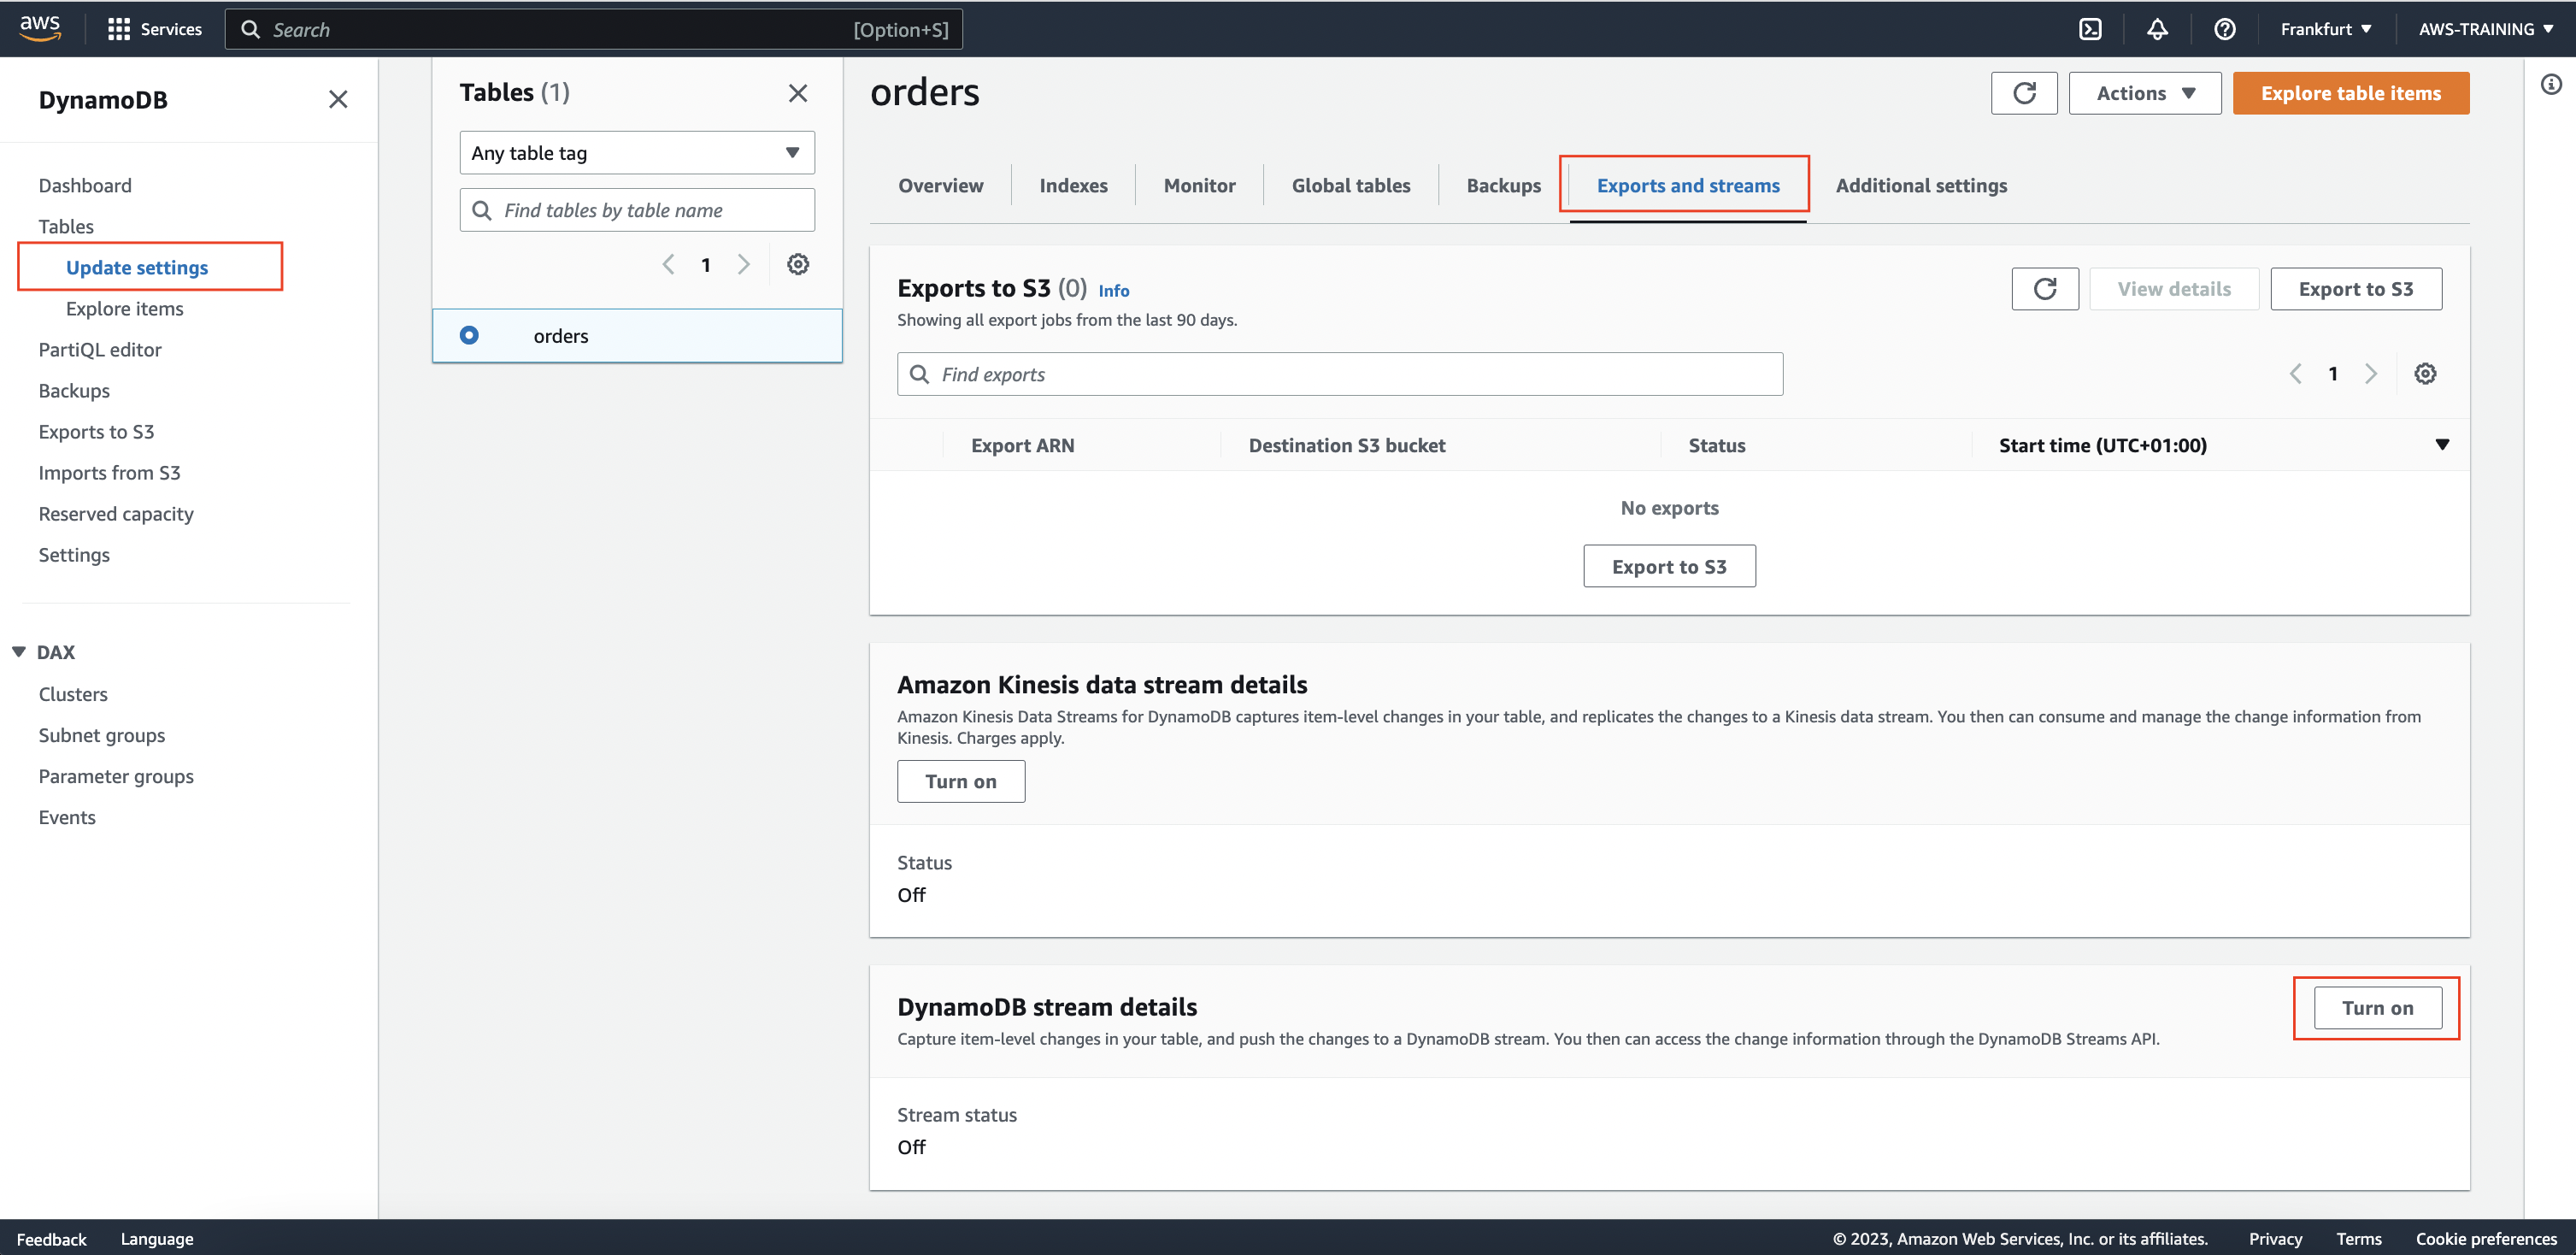 aws
Services
Search
[Option+S]
Frankfurt
AWS-TRAINING
DynamoDB
Dashboard
Tables
Update settings
Explore items
PartiQL editor
Backups
Exports to S3
Imports from S3
Reserved capacity
Settings
DAX
Clusters
Subnet groups
Parameter groups
Events
Tables (1)
Any table tag
Find tables by table name
1
orders
orders
Actions
Explore table items
Overview
Indexes
Monitor
Global tables
Backups
Exports and streams
Additional settings
Exports to S3 (0) Info
Showing all export jobs from the last 90 days.
View details
Export to S3
Find exports
1
Export ARN
Destination S3 bucket
Status
Start time (UTC+01:00)
No exports
Export to S3
Amazon Kinesis data stream details
Amazon Kinesis Data Streams for DynamoDB captures item-level changes in your table, and replicates the changes to a Kinesis data stream. You then can consume and manage the change information from
Kinesis. Charges apply.
Turn on
Status
Off
DynamoDB stream details
Turn on
Capture item-level changes in your table, and push the changes to a DynamoDB stream. You then can access the change information through the DynamoDB Streams API.
Stream status
Off
Feedback
Language
© 2023, Amazon Web Services, Inc. or its affiliates.
Privacy
Terms
Cookie preferences